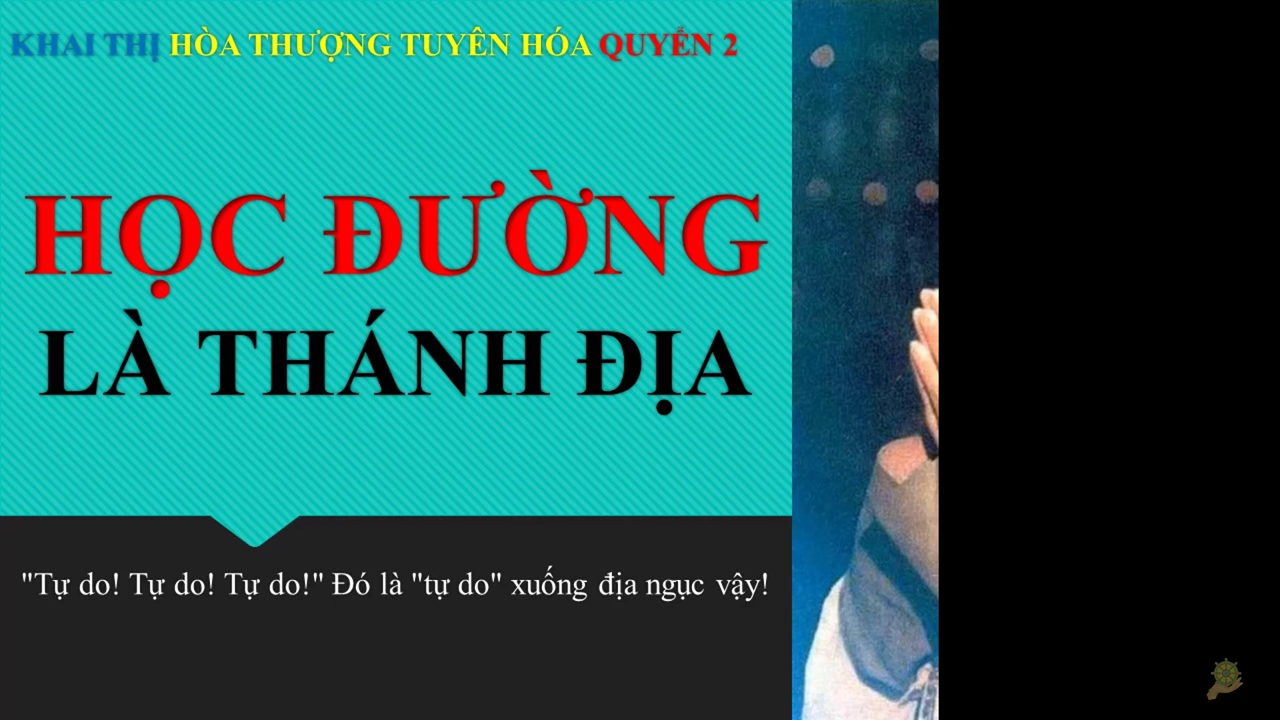 KHAI THỊ HÒA THƯỢNG TUYÊN HÓA QUYỂN 2
HỌC ĐƯỜNG
LÀ THÁNH ĐỊA
"Tự do! Tự do! Tự do!" Đó là "tự do" xuống địa ngục vậy!